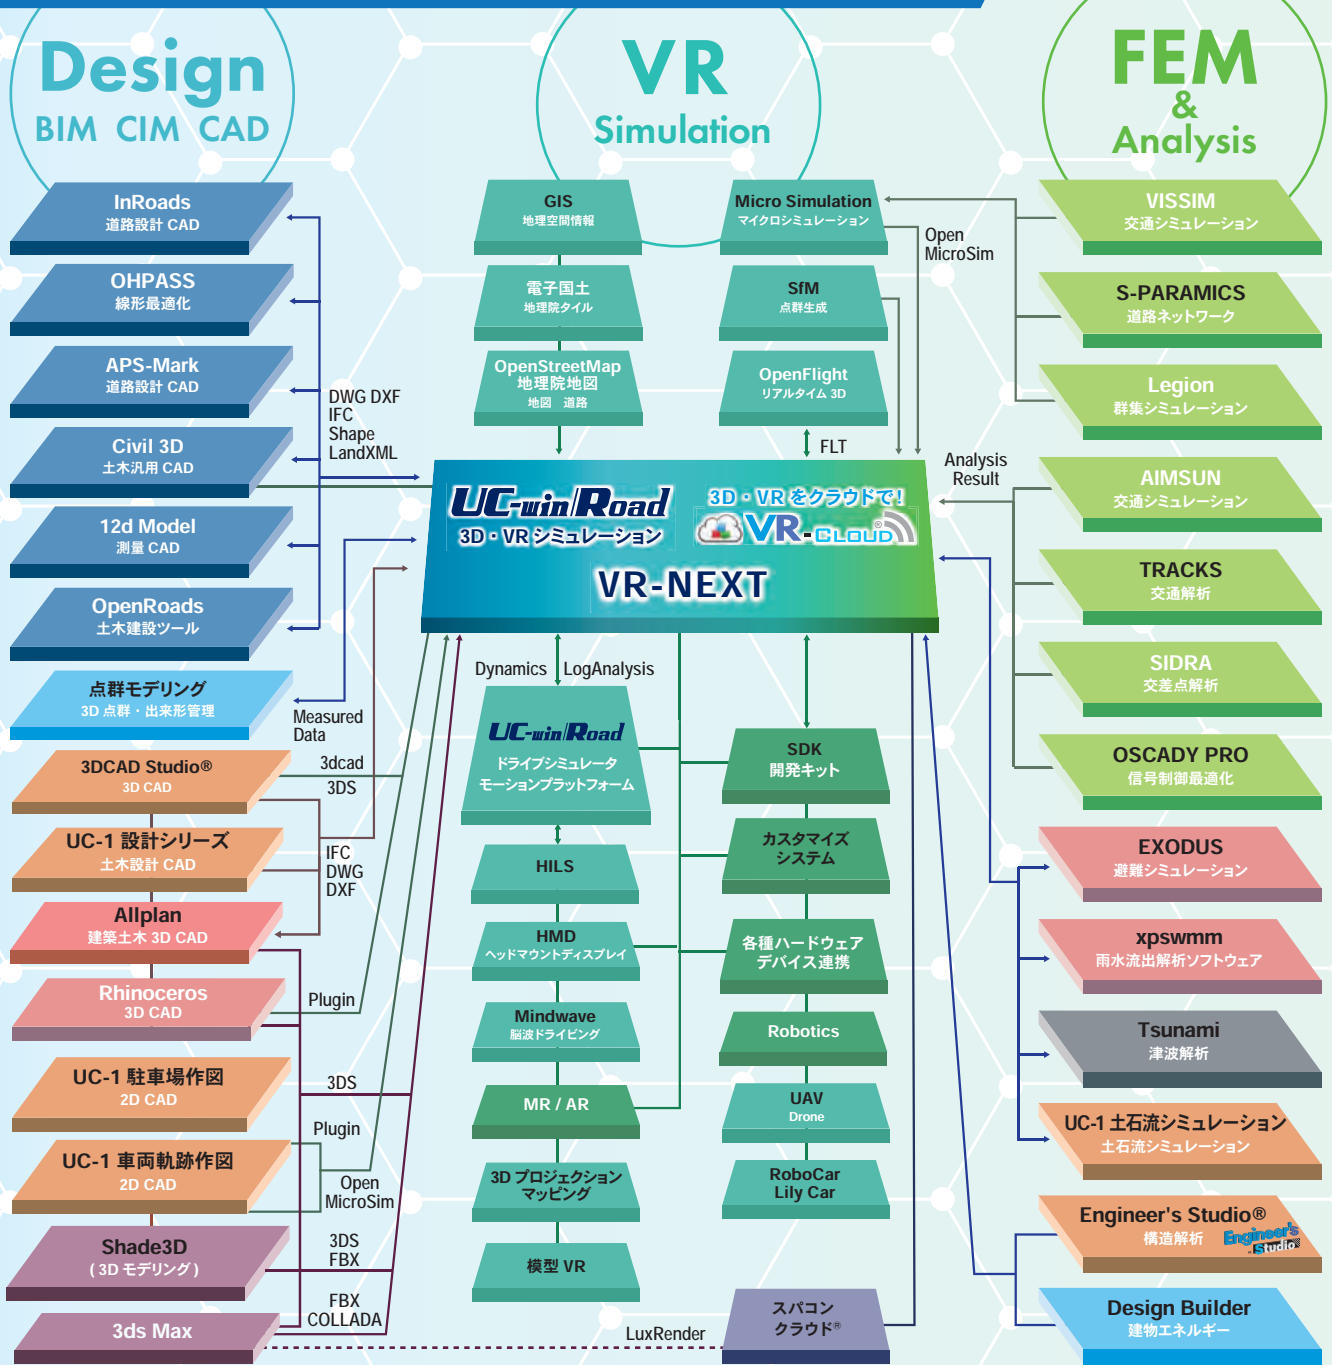 Design
BIM CIM CAD
VR
Simulation
FEM
&
Analysis
InRoads
道路設計 CAD
OHPASS
線形最適化
APS-Mark
道路設計 CAD
Civil 3D
土木汎用 CAD
12d Model
測量 CAD
OpenRoads
土木建設ツール
点群モデリング
3D 点群・出来形管理
3DCAD Studio®
3D CAD
UC-1 設計シリーズ
土木設計 CAD
Allplan
建築土木 3D CAD
Rhinoceros
3D CAD
UC-1 駐車場作図
2D CAD
UC-1 車両軌跡作図
2D CAD
Shade3D
( 3D モデリング )
3ds Max
DWG DXF
IFC
Shape
LandXML
Measured
Data
3dcad
3DS
IFC
DWG
DXF
Plugin
3DS
Plugin
Open
MicroSim
3DS
FBX
FBX
COLLADA
LuxRender
GIS
地理空間情報
電子国土
地理院タイル
OpenStreetMap
地理院地図
地図 道路
Micro Simulation
マイクロシミュレーション
SfM
点群生成
OpenFlight
リアルタイム 3D
FLT
Open
MicroSim
Analysis
Result
UC-win/Road
3D・VR シミュレーション
3D・VR をクラウドで!
VR-CLOUD®
VR-NEXT
Dynamics
LogAnalysis
UC-win/Road
ドライブシミュレータ
モーションプラットフォーム
HILS
HMD
ヘッドマウントディスプレイ
Mindwave
脳波ドライビング
MR / AR
3D プロジェクション
マッピング
模型 VR
SDK
開発キット
カスタマイズ
システム
各種ハードウェア
デバイス連携
Robotics
UAV
Drone
RoboCar
Lily Car
スパコン
クラウド®
VISSIM
交通シミュレーション
S-PARAMICS
道路ネットワーク
Legion
群集シミュレーション
AIMSUN
交通シミュレーション
TRACKS
交通解析
SIDRA
交差点解析
OSCADY PRO
信号制御最適化
EXODUS
避難シミュレーション
xpswmm
雨水流出解析ソフトウェア
Tsunami
津波解析
UC-1 土石流シミュレーション
土石流シミュレーション
Engineer's Studio®
構造解析
Engineer's
Studio®
Design Builder
建物エネルギー